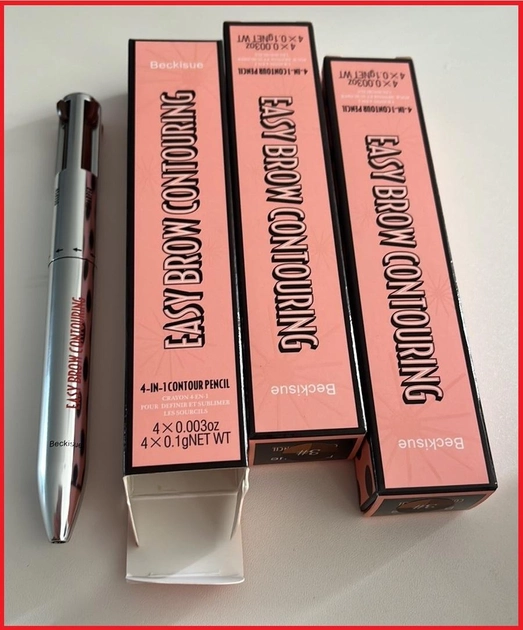 EASY BROW CONTOURING
Beckisue
Beckisue
EASY BROW CONTOURING
4-IN-1 CONTOUR PENCIL
CRAYON 4 EN 1
POUR DEFINIR ET SUBLIMER
LES SOURCILS
4×0.003oz
4×0.1gNET WT
Beckisue
EASY BROW CONTOURING
4-IN-1 CONTOUR PENCIL
4×0.003oz
4×0.1gNET WT
3#
Beckisue
EASY BROW CONTOURING
4-IN-1 CONTOUR PENCIL
4×0.003oz
4×0.1gNET WT
3#